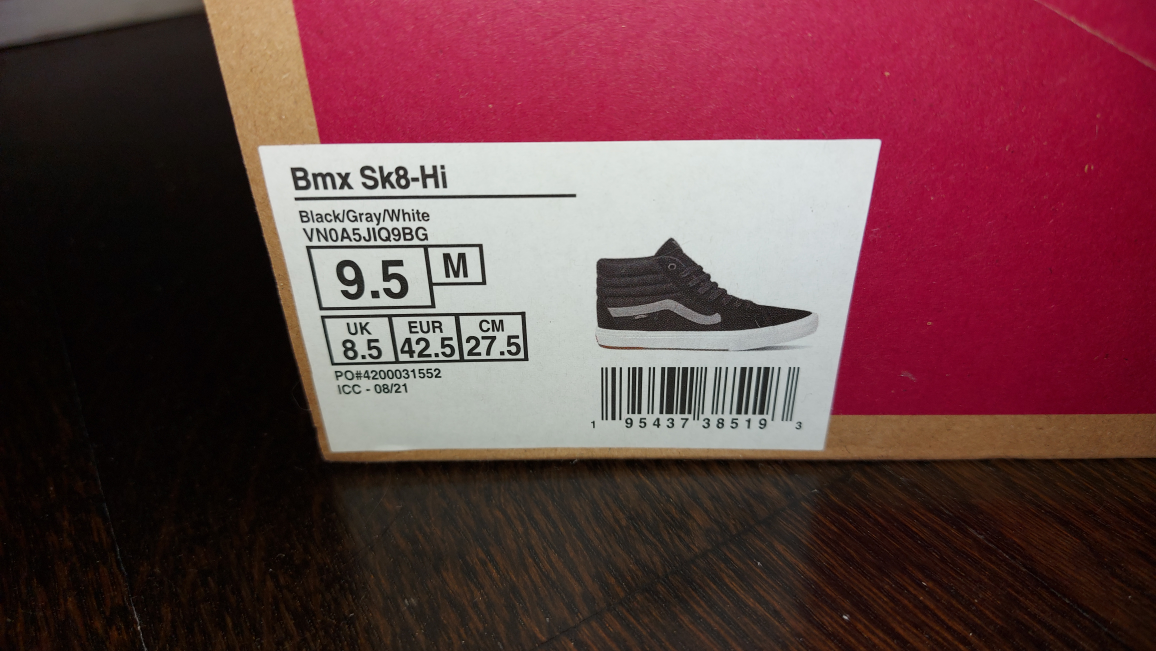 Bmx Sk8-Hi
Black/Gray/White
VN0A5JIQ9BG
9.5 M
UK EUR CM
8.5 42.5 27.5
PO#4200031552
ICC - 08/21
1 95437 38519 3